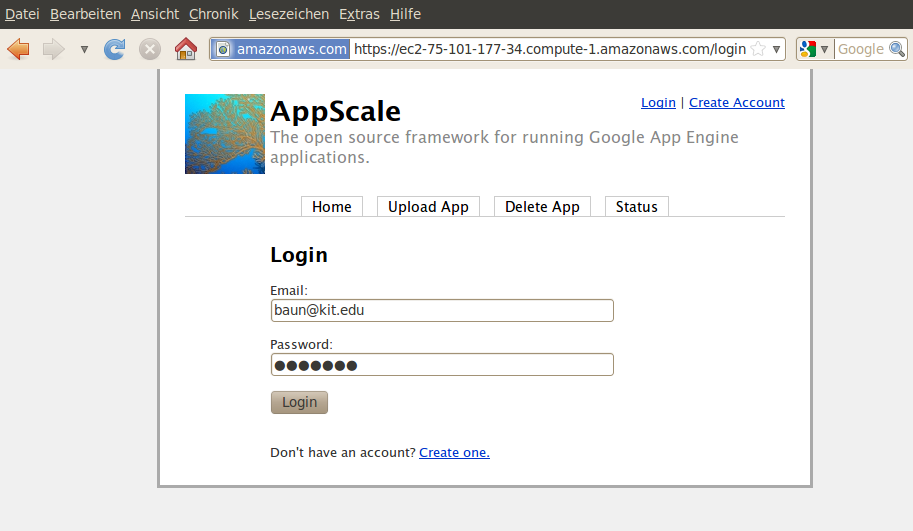 Datei Bearbeiten Ansicht Chronik Lesezeichen Extras Hilfe
amazonaws.com https://ec2-75-101-177-34.compute-1.amazonaws.com/login Google
AppScale
Login | Create Account
The open source framework for running Google App Engine
applications.
Home Upload App Delete App Status
Login
Email:
baun@kit.edu
Password:
●●●●●●●
Login
Don't have an account? Create one.